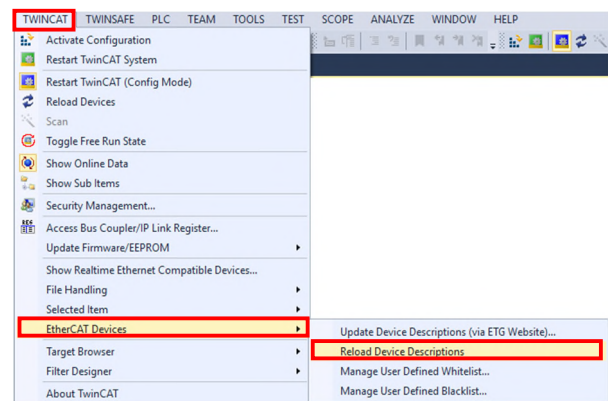 TWINCAT TWINSAFE PLC TEAM TOOLS TEST SCOPE ANALYZE WINDOW HELP
Activate Configuration
Restart TwinCAT System
Restart TwinCAT (Config Mode)
Reload Devices
Scan
Toggle Free Run State
Show Online Data
Show Sub Items
Security Management...
Access Bus Coupler/IP Link Register...
Update Firmware/EEPROM
Show Realtime Ethernet Compatible Devices...
File Handling
Selected Item
EtherCAT Devices
Update Device Descriptions (via ETG Website)...
Target Browser
Reload Device Descriptions
Filter Designer
Manage User Defined Whitelist...
About TwinCAT
Manage User Defined Blacklist...